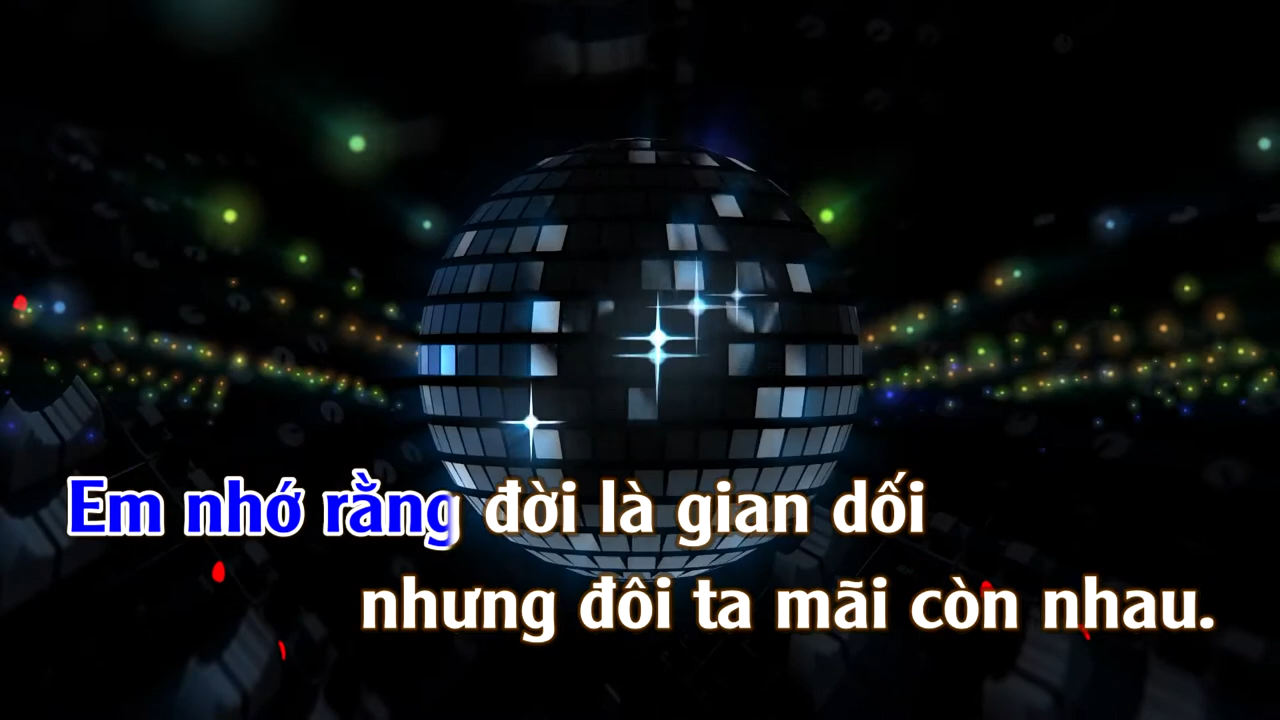 Em nhớ rằng đời là gian dối
nhưng đôi ta mãi còn nhau.